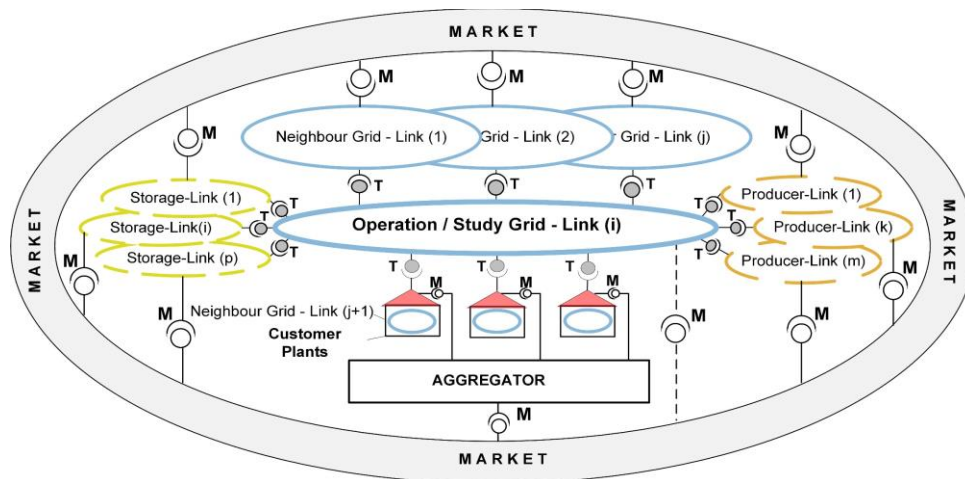 MARKET
M
M
M
M
M
Neighbour Grid - Link (1)
Grid - Link (2)
r Grid - Link (j)
T
T
T
Storage-Link (1)
T
Storage-Link(i)
T
Storage-Link (p)
T
Operation / Study Grid - Link (i)
Producer-Link (1)
T
Producer-Link (k)
T
Producer-Link (m)
T
MARKET
MARKET
T
T
T
M
M
M
M
M
M
M
M
Neighbour Grid - Link (j+1)
Customer
Plants
AGGREGATOR
M
MARKET